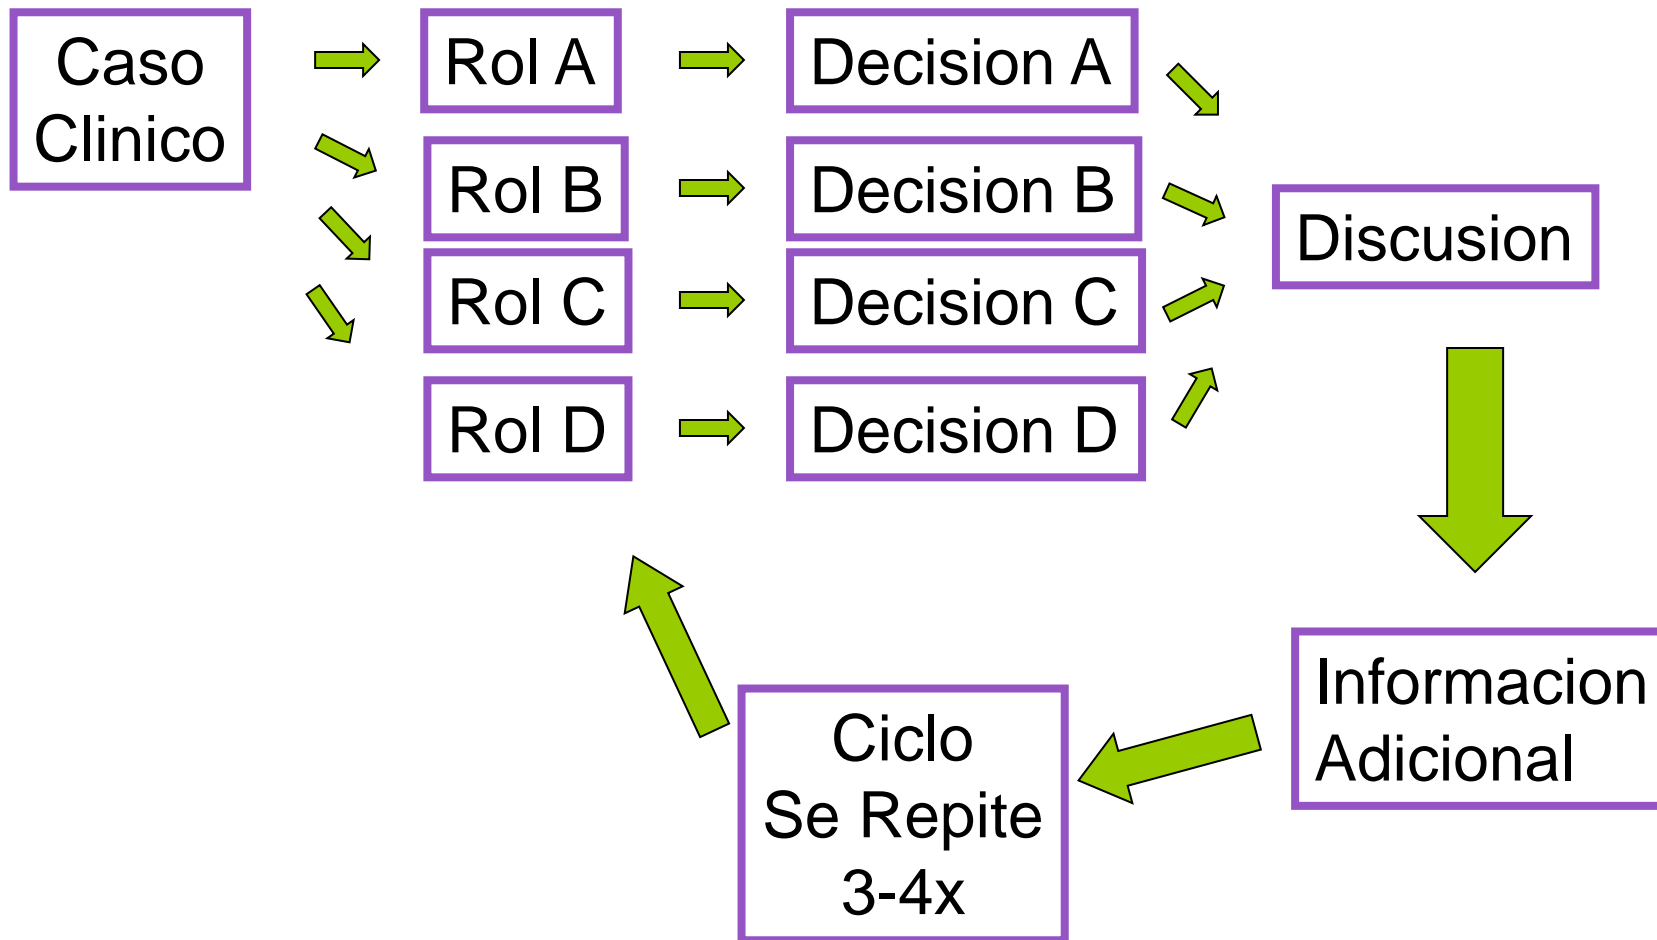 Caso
Clinico
Rol A
Decision A
Rol B
Decision B
Rol C
Decision C
Rol D
Decision D
Discusion
Informacion
Adicional
Ciclo
Se Repite
3-4x